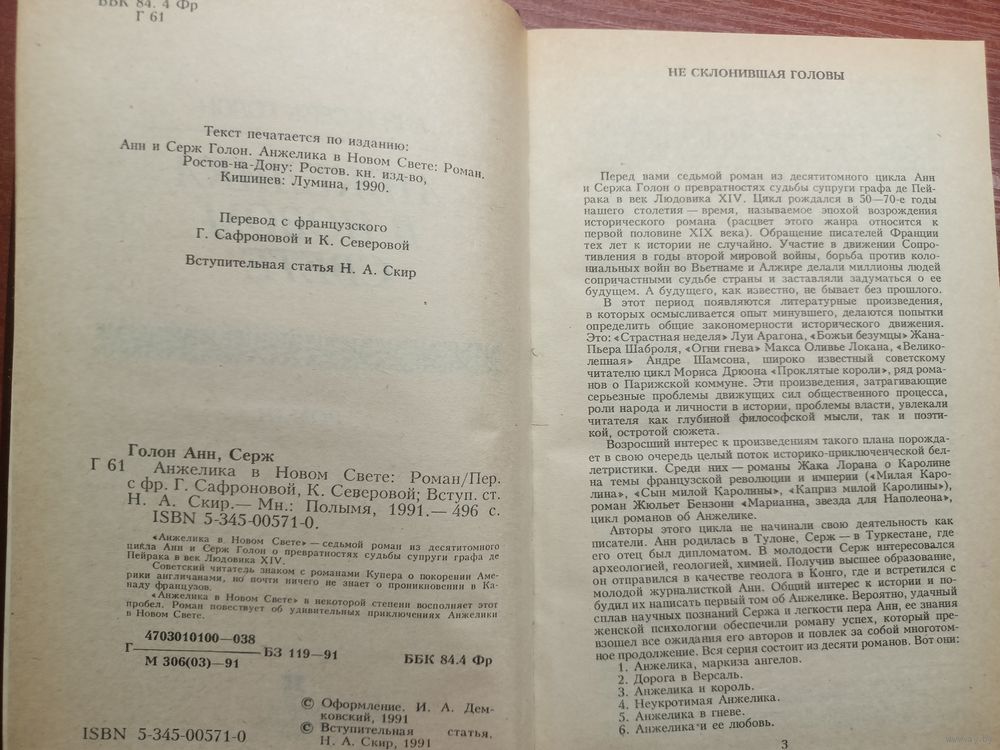 ББК 84. 4 Фр
Г 61
Текст печатается по изданию:
Анн и Серж Голон. Анжелика в Новом Свете: Роман.
Ростов-на-Дону: Ростов. кн. изд-во,
Кишинев: Лумина, 1990.
Перевод с французского
Г. Сафроновой и К. Северовой
Вступительная статья Н. А. Скир
Голон Анн, Серж
Г 61 Анжелика в Новом Свете: Роман/Пер.
с фр. Г. Сафроновой, К. Северовой; Вступ. ст.
Н. А. Скир.— Мн.: Полымя, 1991.— 496 с.
ISBN 5-345-00571-0.
«Анжелика в Новом Свете» — седьмой роман из десятитомного
цикла Анн и Серж Голон о превратностях судьбы супруги графа де
Пейрака в век Людовика XIV.
Советский читатель знаком с романами Купера о покорении Аме-
рики англичанами, но почти ничего не знает о проникновении в Ка-
наду французов.
«Анжелика в Новом Свете» в некоторой степени восполняет этот
пробел. Роман повествует об удивительных приключениях Анжелики
в Новом Свете.
4703010100—038
Г — БЗ 119—91
М 306(03)—91
ББК 84.4 Фр
© Оформление. И. А. Дем-
ковский, 1991
© Вступительная статья.
Н. А. Скир, 1991
ISBN 5-345-00571-0
НЕ СКЛОНИВШАЯ ГОЛОВЫ
Перед вами седьмой роман из десятитомного цикла Анн
и Сержа Голон о превратностях судьбы супруги графа де Пей-
рака в век Людовика XIV. Цикл рождался в 50—70-е годы
нашего столетия — время, называемое эпохой возрождения
исторического романа (расцвет этого жанра относится к
первой половине XIX века). Обращение писателей Франции
тех лет к истории не случайно. Участие в движении Сопро-
тивления в годы второй мировой войны, борьба против коло-
ниальных войн во Вьетнаме и Алжире делали миллионы людей
сопричастными судьбе страны и заставляли задуматься о ее
будущем. А будущего, как известно, не бывает без прошлого.
В этот период появляются литературные произведения,
в которых осмысливается опыт минувшего, делаются попытки
определить общие закономерности исторического движения.
Это: «Страстная неделя» Луи Арагона, «Божьи безумцы» Жана-
Пьера Шаброля, «Огни гнева» Макса Оливье Локана, «Велико-
лепная» Андре Шамсона, широко известный советскому
читателю цикл Мориса Дрюона «Проклятые короли», ряд рома-
нов о Парижской коммуне. Эти произведения, затрагивающие
серьезные проблемы движущих сил общественного процесса,
роли народа и личности в истории, проблемы власти, увлекали
читателя как глубиной философской мысли, так и поэти-
кой, остротой сюжета.
Возросший интерес к произведениям такого плана порожда-
ет в свою очередь целый поток историко-приключенческой бел-
летристики. Среди них — романы Жака Лорана о Каролине
на темы французской революции и империи («Милая Каро-
лина», «Сын милой Каролины», «Каприз милой Каролины»),
роман Жюльет Бензони «Марианна, звезда для Наполеона»,
цикл романов об Анжелике.
Авторы этого цикла не начинали свою деятельность как
писатели. Анн родилась в Тулоне, Серж — в Туркестане, где
его отец был дипломатом. В молодости Серж интересовался
археологией, геологией, химией. Получив высшее образование,
он отправился в качестве геолога в Конго, где и встретился с
молодой журналисткой Анн. Общий интерес к истории и по-
будил их написать первый том об Анжелике. Вероятно, удачный
сплав научных познаний Сержа и легкости пера Анн, ее знания
женской психологии обеспечили роману успех, который пре-
взошел все ожидания его авторов и повлек за собой многотом-
ное продолжение. Вся серия состоит из десяти романов. Вот они:
1. Анжелика, маркиза ангелов.
2. Дорога в Версаль.
3. Анжелика и король.
4. Неукротимая Анжелика.
5. Анжелика в гневе.
6. Анжелика и ее любовь.
3